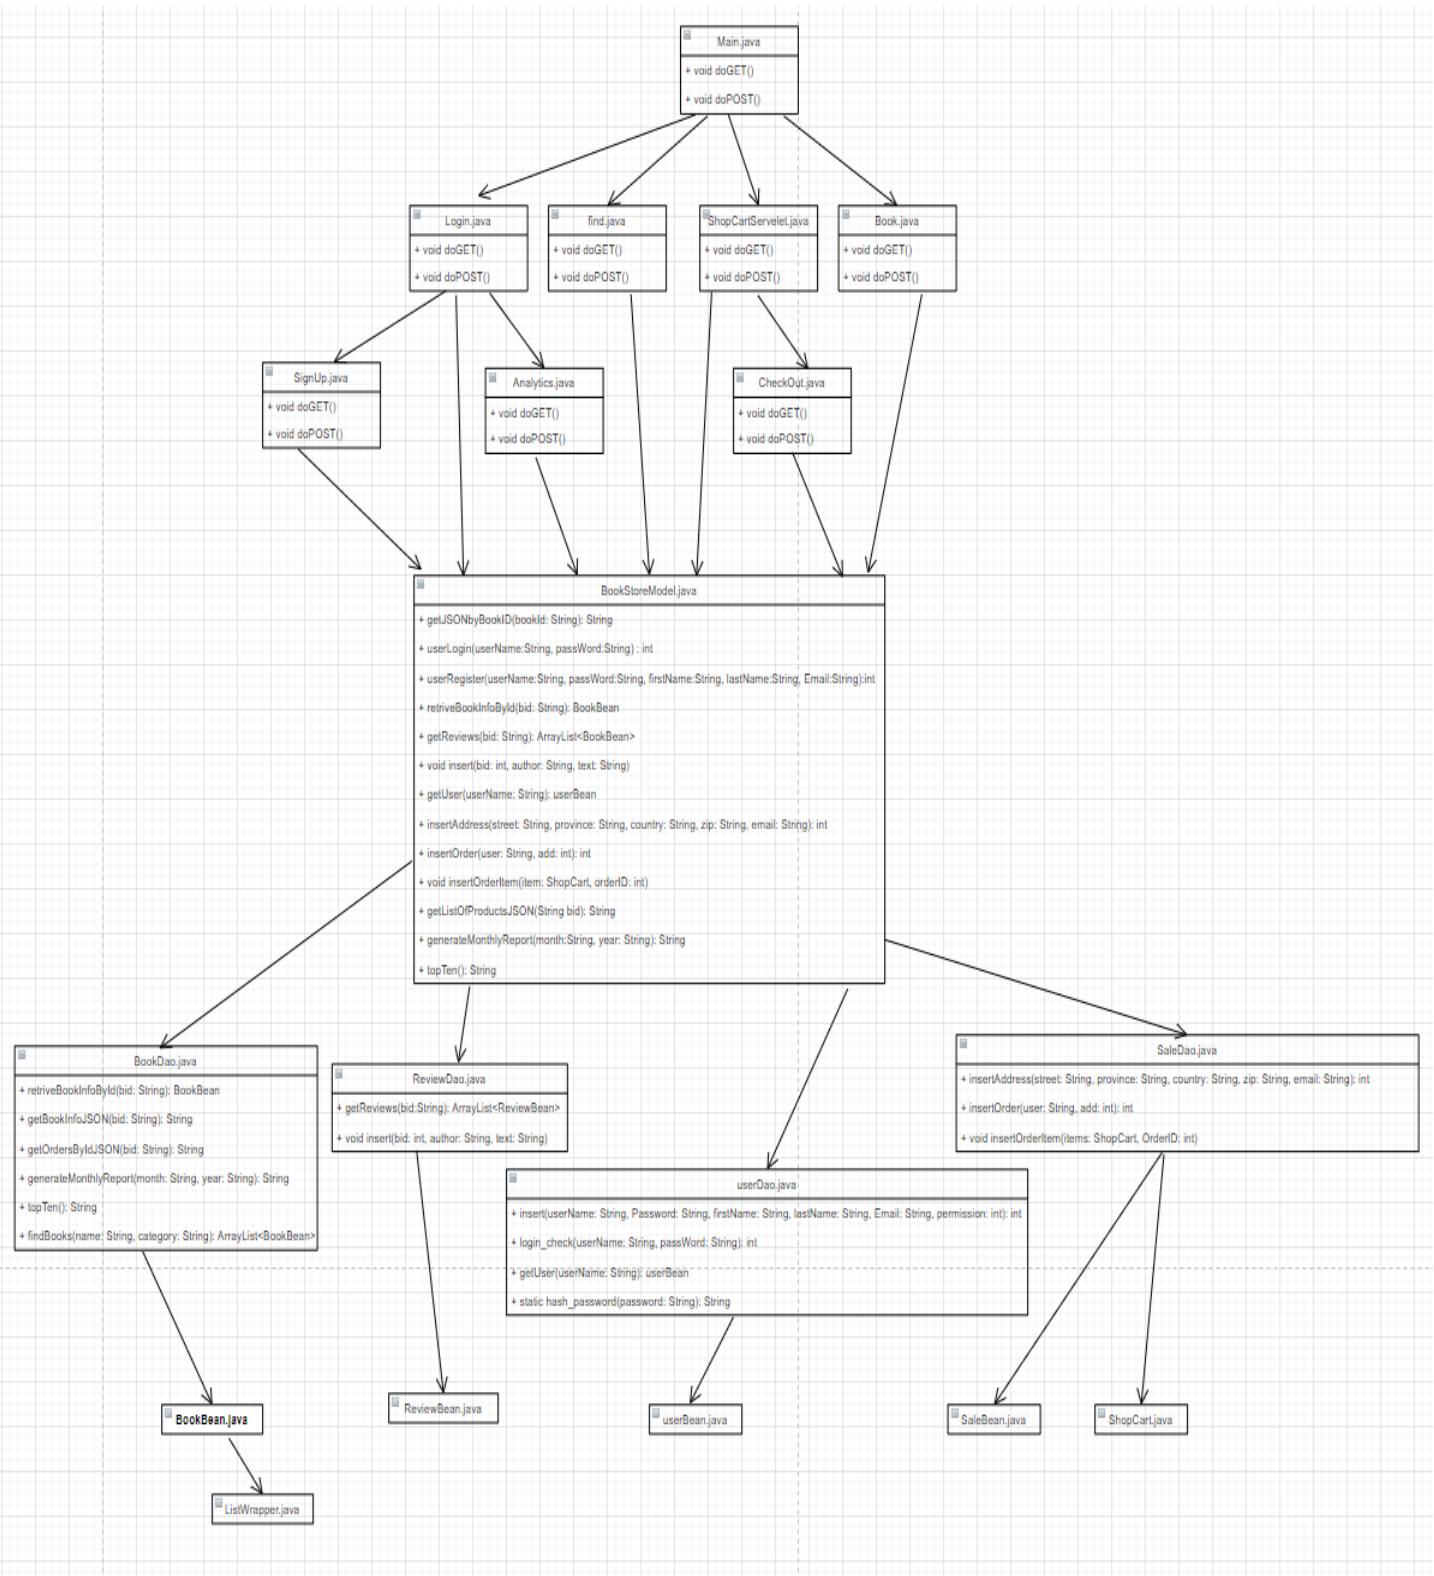 Main.java
+ void doGET()
+ void doPOST()
Login.java
+ void doGET()
+ void doPOST()
find.java
+ void doGET()
+ void doPOST()
ShopCartServelet.java
+ void doGET()
+ void doPOST()
Book.java
+ void doGET()
+ void doPOST()
SignUp.java
+ void doGET()
+ void doPOST()
Analytics.java
+ void doGET()
+ void doPOST()
CheckOut.java
+ void doGET()
+ void doPOST()
BookStoreModel.java
+ getJSONbyBookID(bookId: String): String
+ userLogin(userName:String, passWord:String) : int
+ userRegister(userName:String, passWord:String, firstName:String, lastName:String, Email:String):int
+ retriveBookInfoById(bid: String): BookBean
+ getReviews(bid: String): ArrayList<BookBean>
+ void insert(bid: int, author: String, text: String)
+ getUser(userName: String): userBean
+ insertAddress(street: String, province: String, country: String, zip: String, email: String): int
+ insertOrder(user: String, add: int): int
+ void insertOrderItem(item: ShopCart, orderID: int)
+ getListOfProductsJSON(String bid): String
+ generateMonthlyReport(month:String, year: String): String
+ topTen(): String
BookDao.java
+ retriveBookInfoById(bid: String): BookBean
+ getBookInfoJSON(bid: String): String
+ getOrdersByIdJSON(bid: String): String
+ generateMonthlyReport(month: String, year: String): String
+ topTen(): String
+ findBooks(name: String, category: String): ArrayList<BookBean>
ReviewDao.java
+ getReviews(bid:String): ArrayList<ReviewBean>
+ void insert(bid: int, author: String, text: String)
userDao.java
+ insert(userName: String, Password: String, firstName: String, lastName: String, Email: String, permission: int): int
+ login_check(userName: String, passWord: String): int
+ getUser(userName: String): userBean
+ static hash_password(password: String): String
SaleDao.java
+ insertAddress(street: String, province: String, country: String, zip: String, email: String): int
+ insertOrder(user: String, add: int): int
+ void insertOrderItem(items: ShopCart, OrderID: int)
BookBean.java
ReviewBean.java
userBean.java
SaleBean.java
ShopCart.java
ListWrapper.java